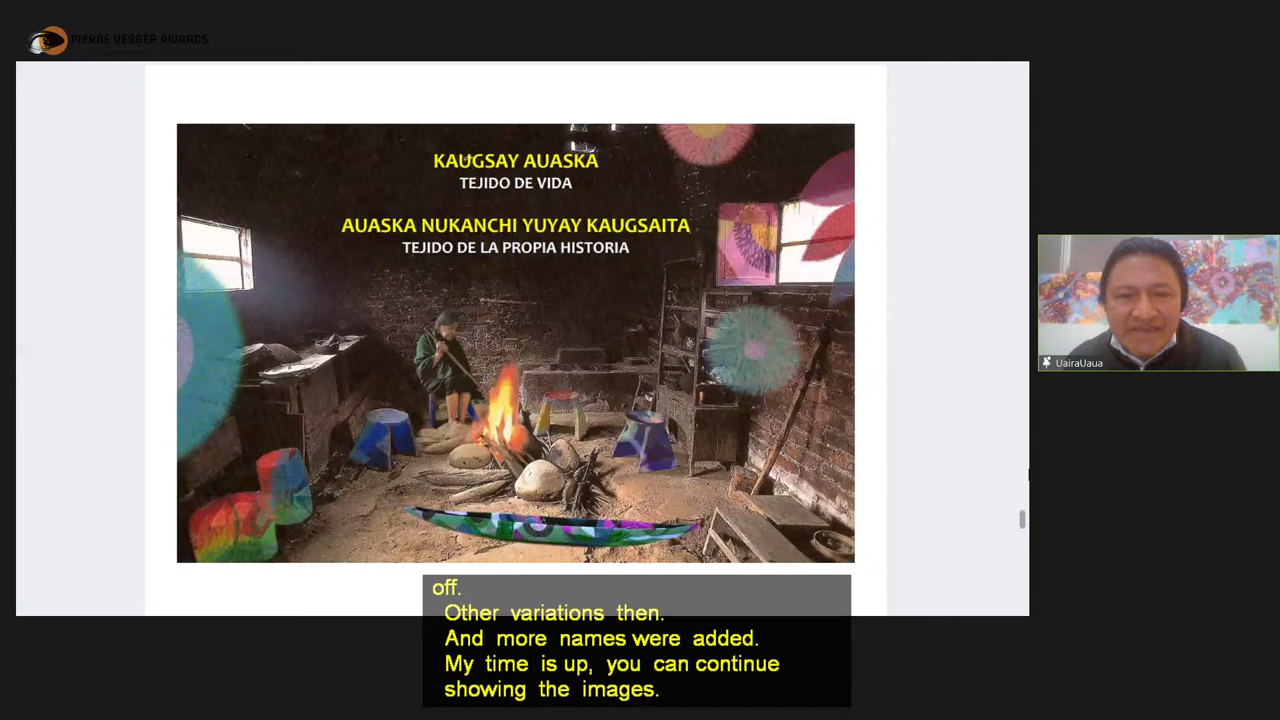 PIERRE VERGER AWARDS
KAUGSAY AUASKA
TEJIDO DE VIDA
AUASKA NUKANCHI YUYAY KAUGSAITA
TEJIDO DE LA PROPIA HISTORIA
UairaUaua
off.
Other variations then.
And more names were added.
My time is up, you can continue
showing the images.